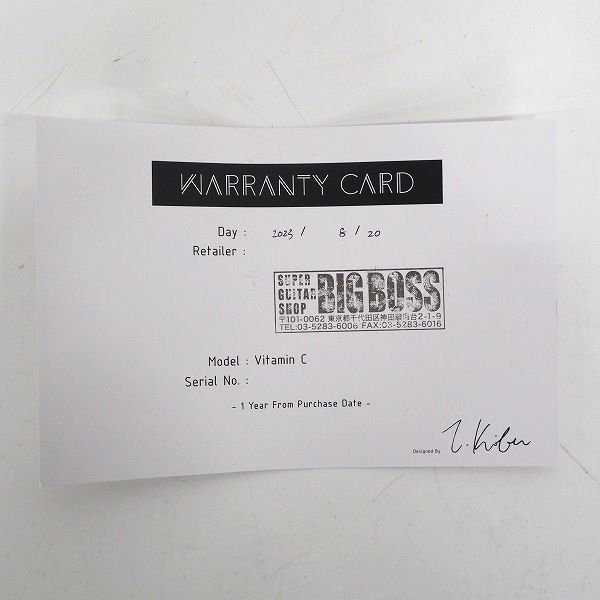 WARRANTY CARD
Day : 2023 / 8 / 20
Retailer :
SUPER
GUITAR
SHOP
BIGBOSS
〒101-0062 東京都千代田区神田駿河台2-1-9
TEL:03-5283-6006 FAX:03-5283-6016
Model : Vitamin C
Serial No. :
- 1 Year From Purchase Date -
Designed By